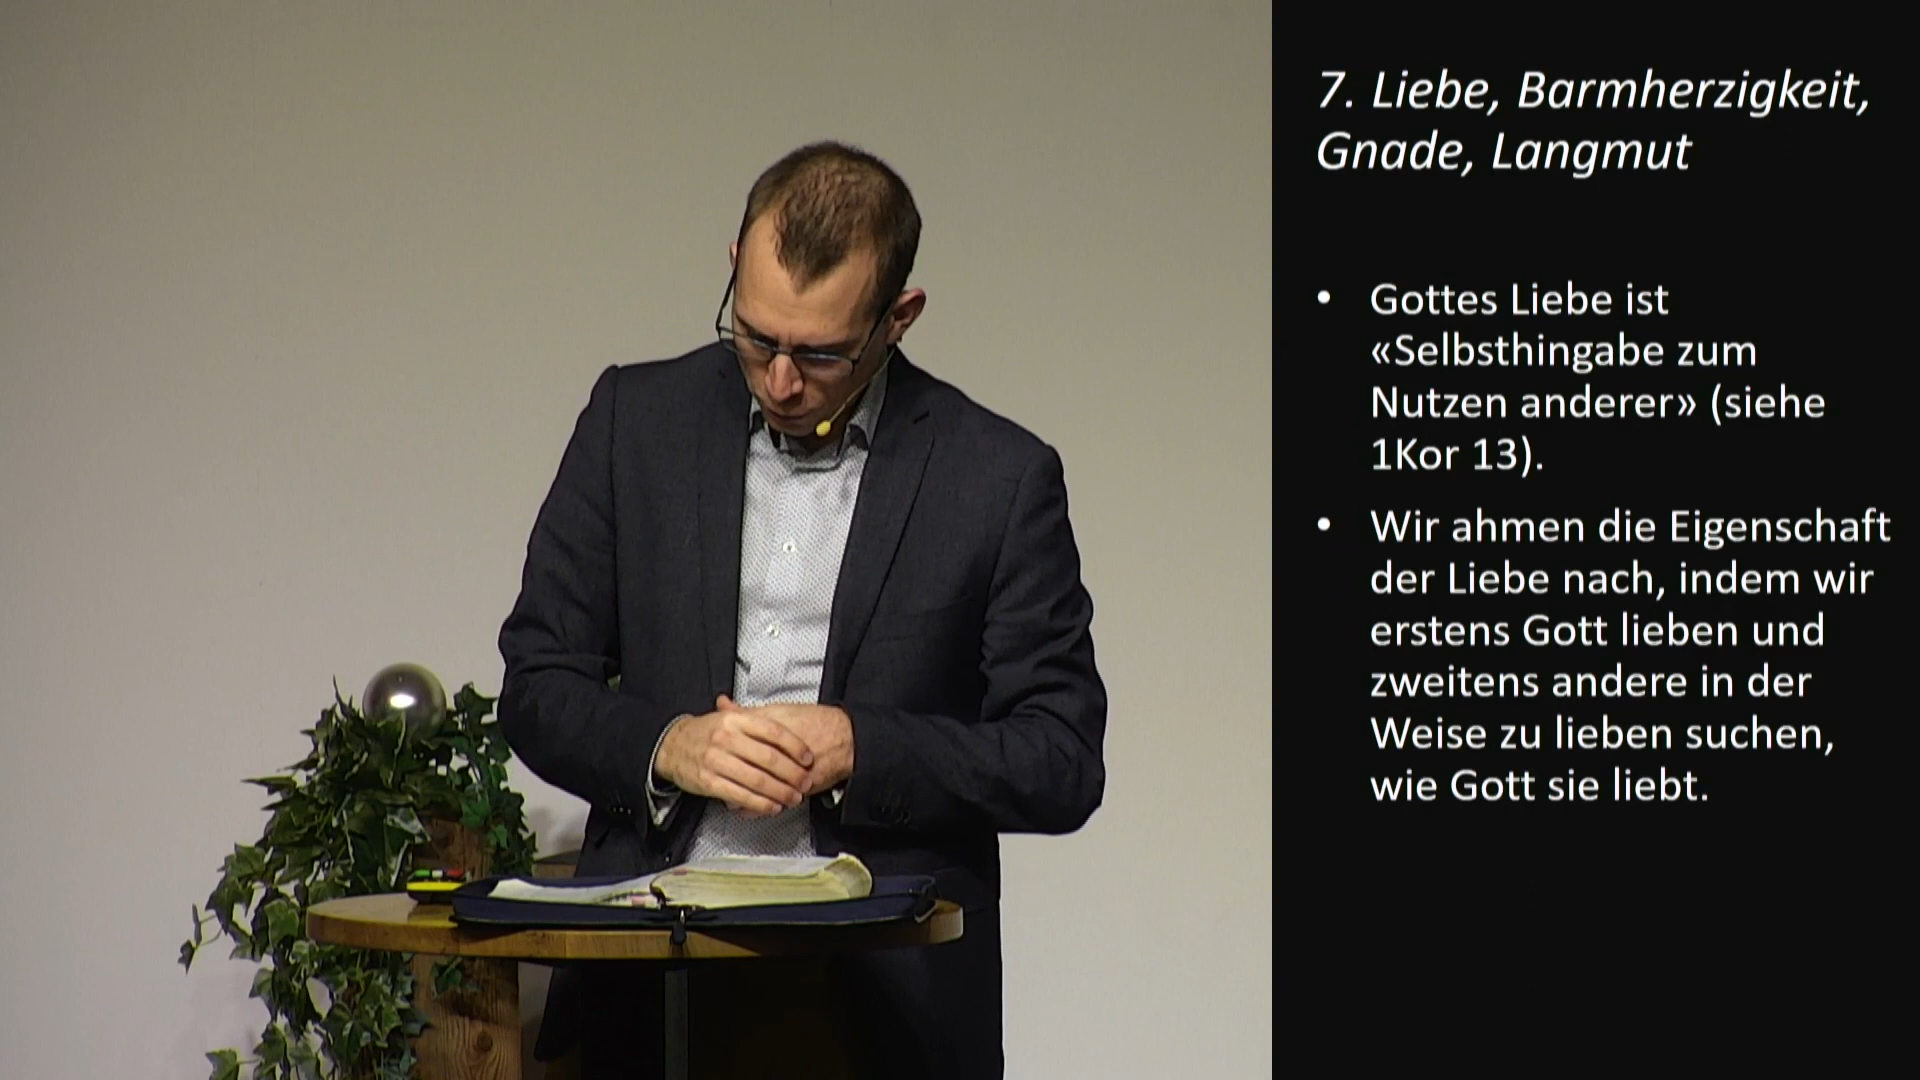 7. Liebe, Barmherzigkeit,
Gnade, Langmut
• Gottes Liebe ist
«Selbsthingabe zum
Nutzen anderer» (siehe
1Kor 13).
• Wir ahmen die Eigenschaft
der Liebe nach, indem wir
erstens Gott lieben und
zweitens andere in der
Weise zu lieben suchen,
wie Gott sie liebt.